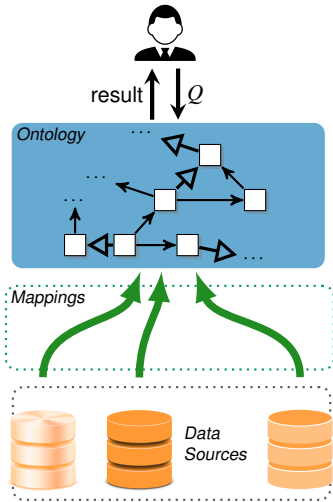 result Q
Ontology
...
...
...
...
Mappings
Data
Sources